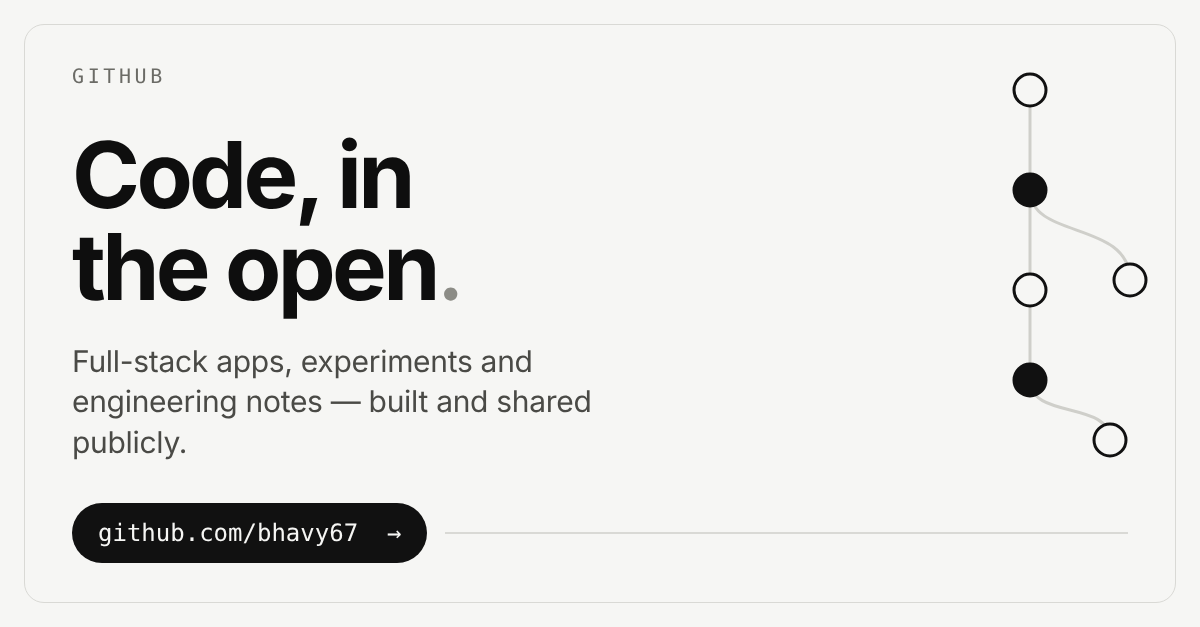 GITHUB
Code, in
the open.
Full-stack apps, experiments and
engineering notes — built and shared
publicly.
github.com/bhavy67 →